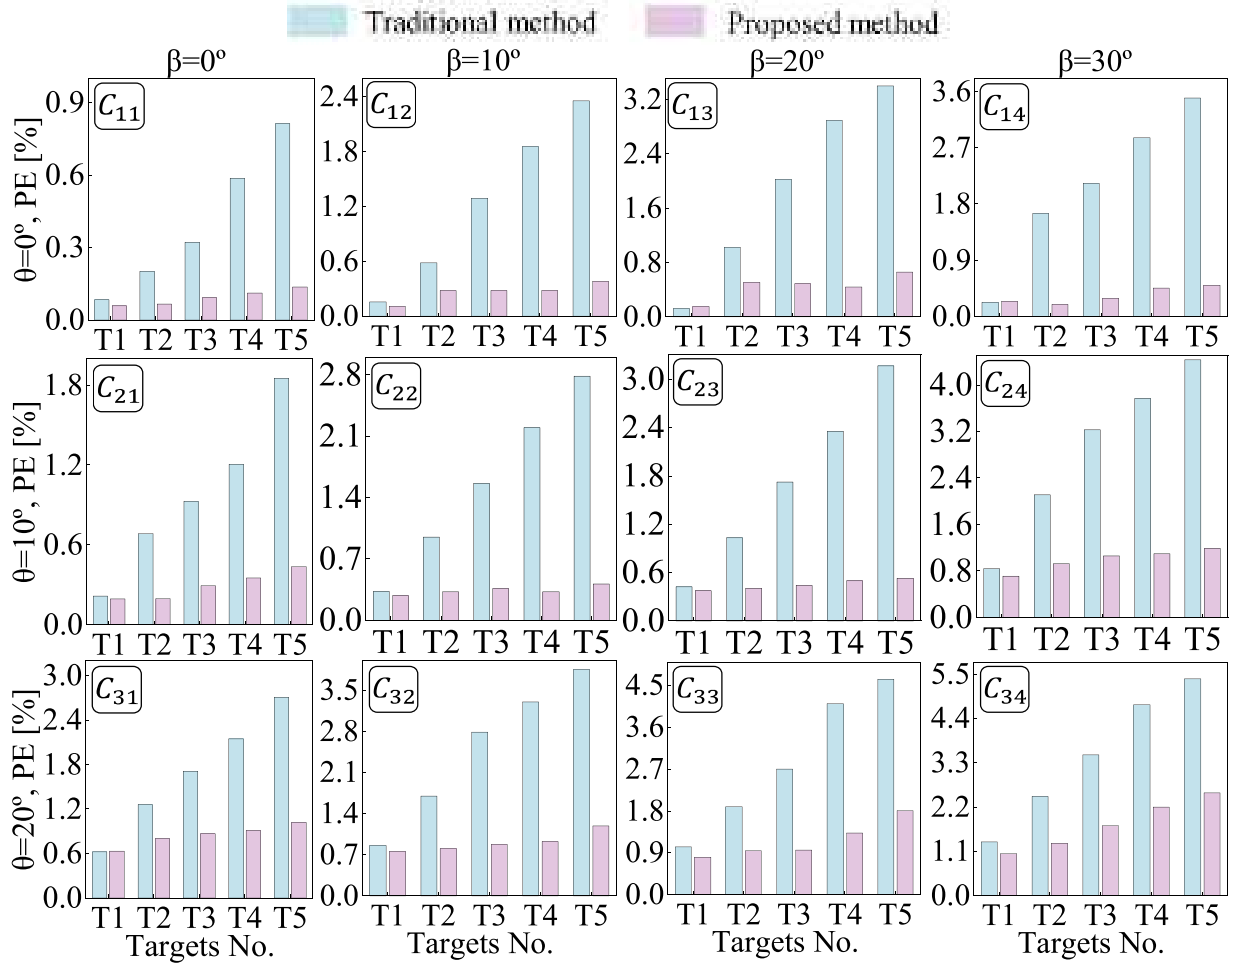 Traditional method Proposed method
β=0º β=10º β=20º β=30º
θ=0º, PE [%]
C11
0.9
0.6
0.3
0.0
T1 T2 T3 T4 T5
C12
2.4
1.8
1.2
0.6
0.0
T1 T2 T3 T4 T5
C13
3.2
2.4
1.6
0.8
0.0
T1 T2 T3 T4 T5
C14
3.6
2.7
1.8
0.9
0.0
T1 T2 T3 T4 T5
θ=10º, PE [%]
C21
1.8
1.2
0.6
0.0
T1 T2 T3 T4 T5
C22
2.8
2.1
1.4
0.7
0.0
T1 T2 T3 T4 T5
C23
3.0
2.4
1.8
1.2
0.6
0.0
T1 T2 T3 T4 T5
C24
4.0
3.2
2.4
1.6
0.8
0.0
T1 T2 T3 T4 T5
θ=20º, PE [%]
C31
3.0
2.4
1.8
1.2
0.6
0.0
T1 T2 T3 T4 T5
Targets No.
C32
3.5
2.8
2.1
1.4
0.7
0.0
T1 T2 T3 T4 T5
Targets No.
C33
4.5
3.6
2.7
1.8
0.9
0.0
T1 T2 T3 T4 T5
Targets No.
C34
5.5
4.4
3.3
2.2
1.1
0.0
T1 T2 T3 T4 T5
Targets No.